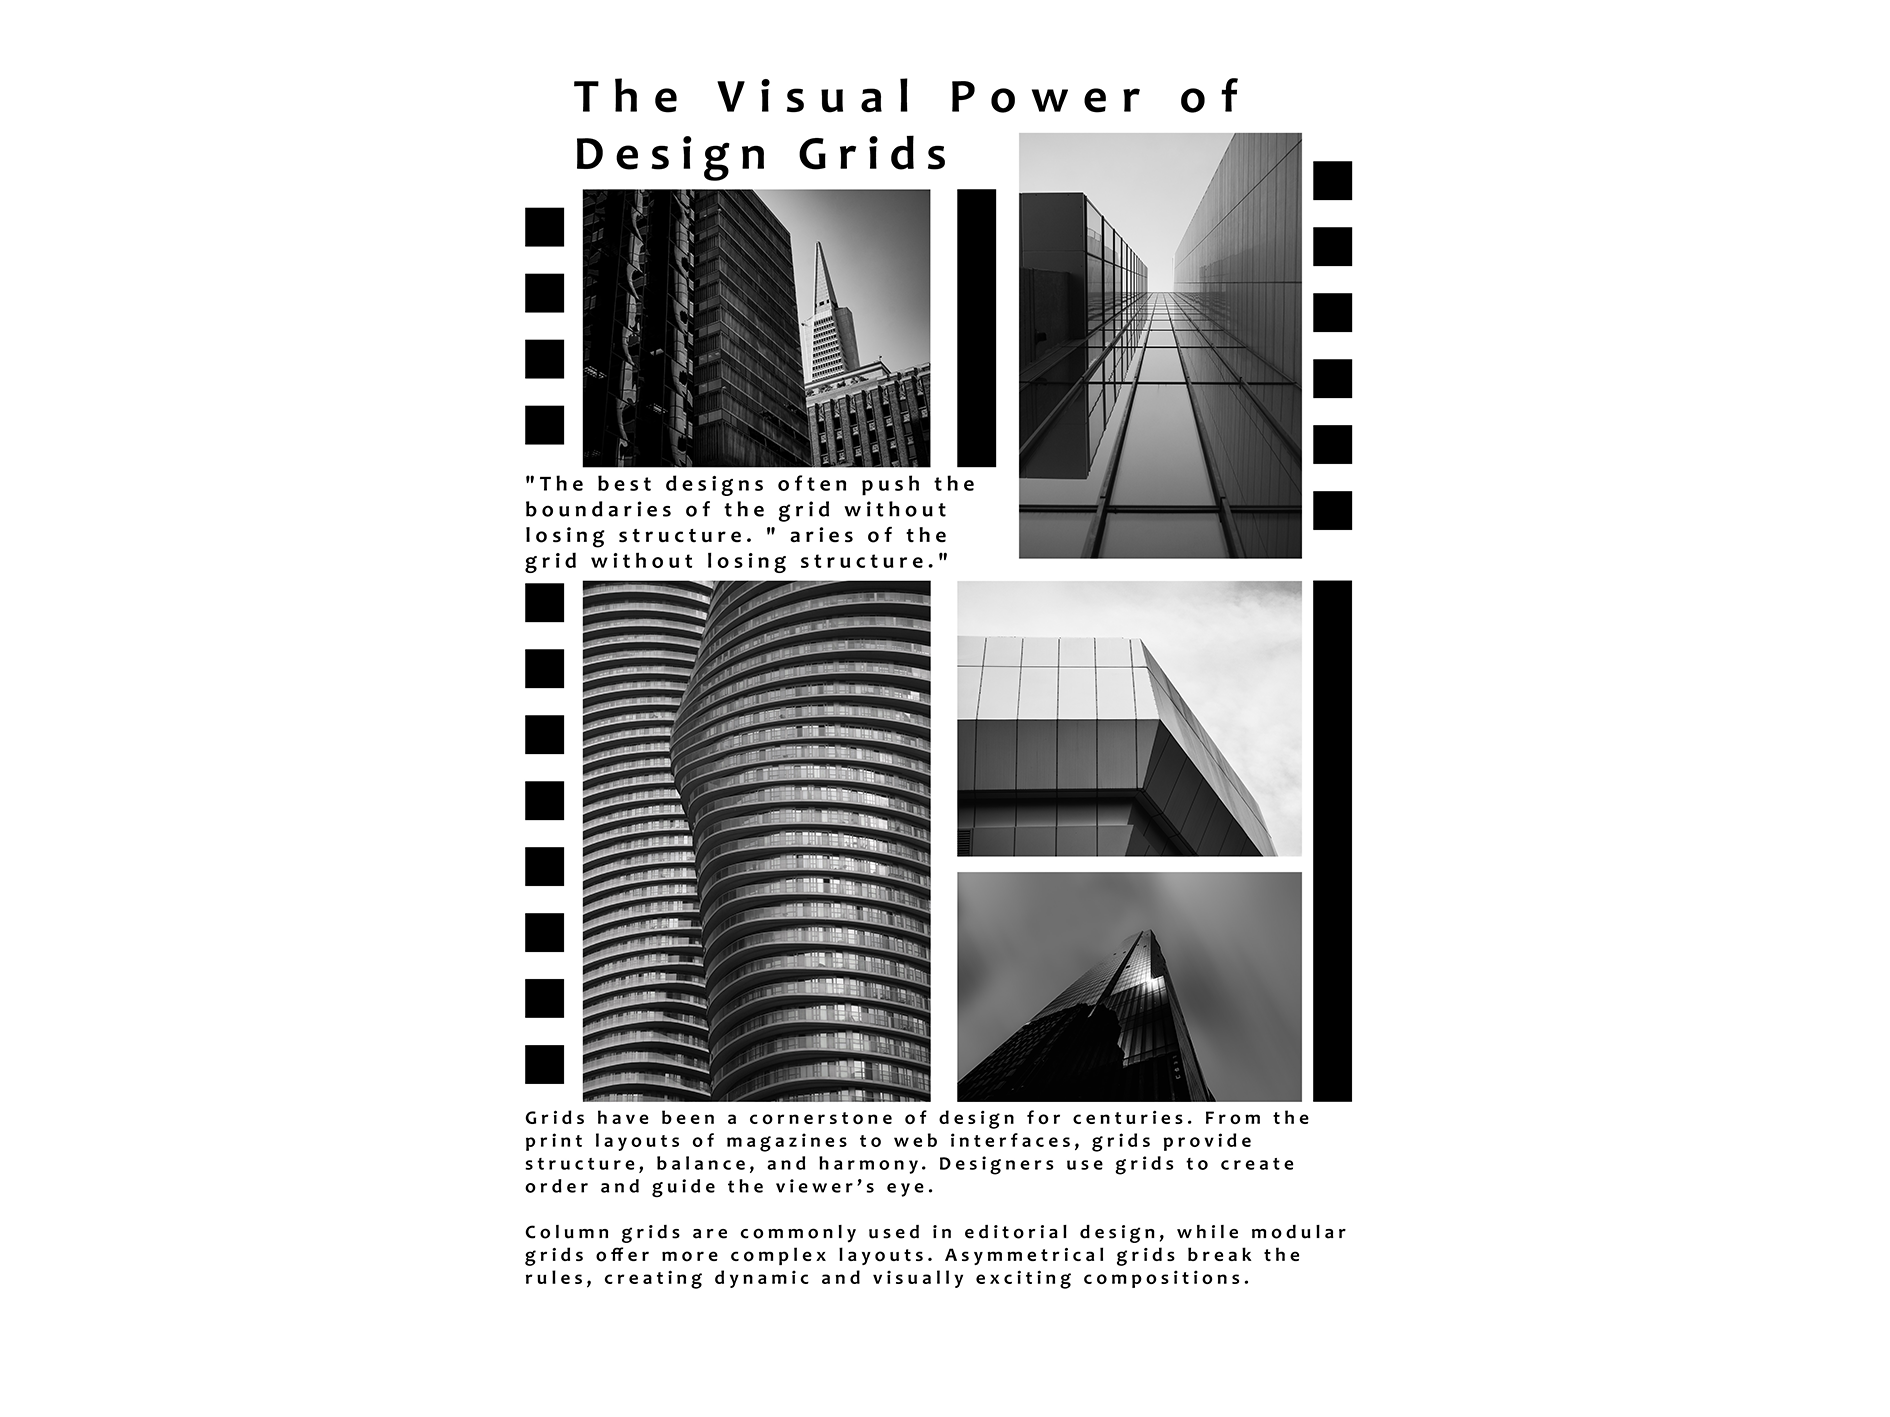 The Visual Power of
Design Grids
"The best designs often push the
boundaries of the grid without
losing structure. " aries of the
grid without losing structure."
Grids have been a cornerstone of design for centuries. From the
print layouts of magazines to web interfaces, grids provide
structure, balance, and harmony. Designers use grids to create
order and guide the viewer’s eye.
Column grids are commonly used in editorial design, while modular
grids offer more complex layouts. Asymmetrical grids break the
rules, creating dynamic and visually exciting compositions.